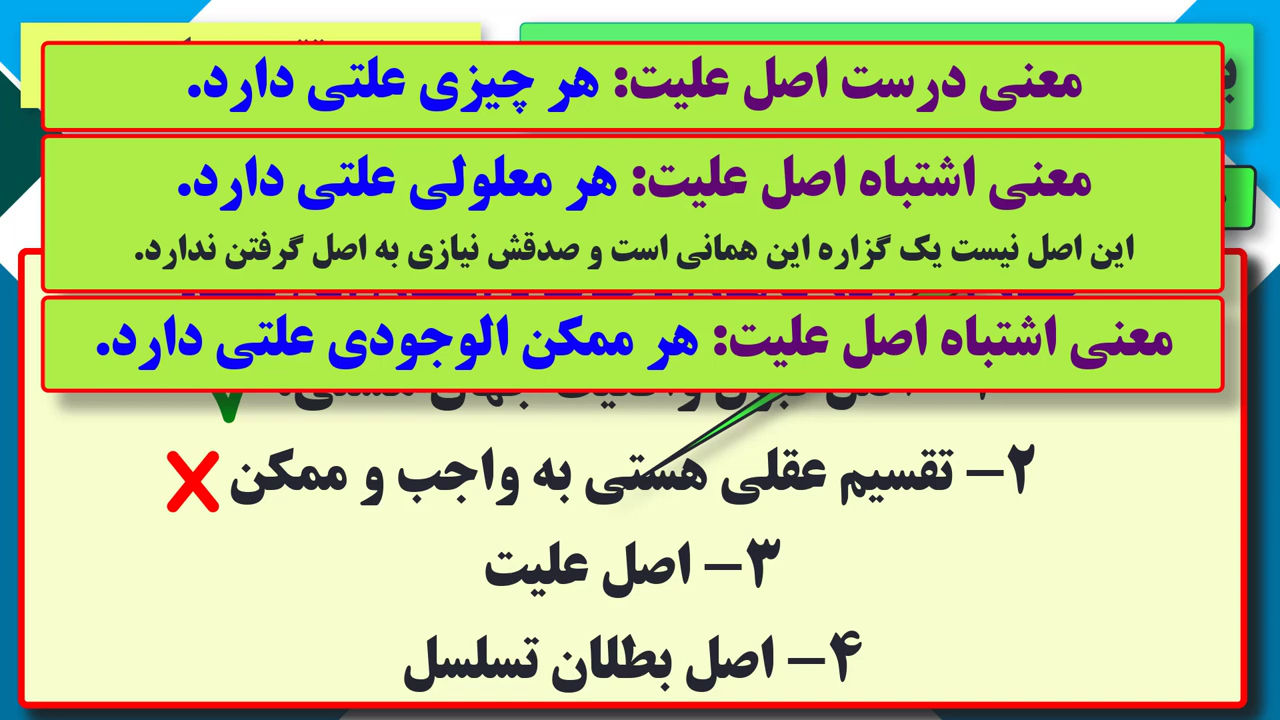 معنی درست اصل علیت: هر چیزی علتی دارد.
معنی اشتباه اصل علیت: هر معلولی علتی دارد.
این اصل نیست یک گزاره این همانی است و صدقش نیازی به اصل گرفتن ندارد.
معنی اشتباه اصل علیت: هر ممکن الوجودی علتی دارد.
۲- تقسیم عقلی هستی به واجب و ممکن
۳- اصل علیت
۴- اصل بطلان تسلسل